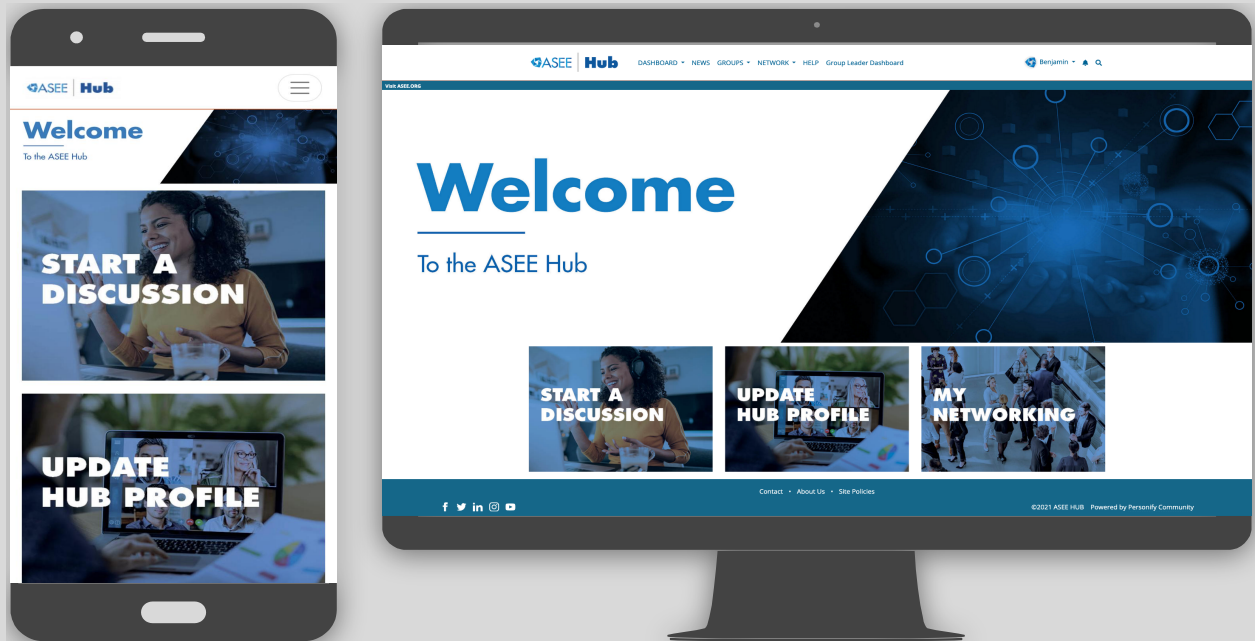 ASEE Hub
Welcome
To the ASEE Hub
START A
DISCUSSION
UPDATE
HUB PROFILE
ASEE Hub DASHBOARD NEWS GROUPS NETWORK HELP Group Leader Dashboard Benjamin
Visit ASEE.ORG
Welcome
To the ASEE Hub
START A
DISCUSSION
UPDATE
HUB PROFILE
MY
NETWORKING
Contact • About Us • Site Policies
©2021 ASEE HUB Powered by Personify Community